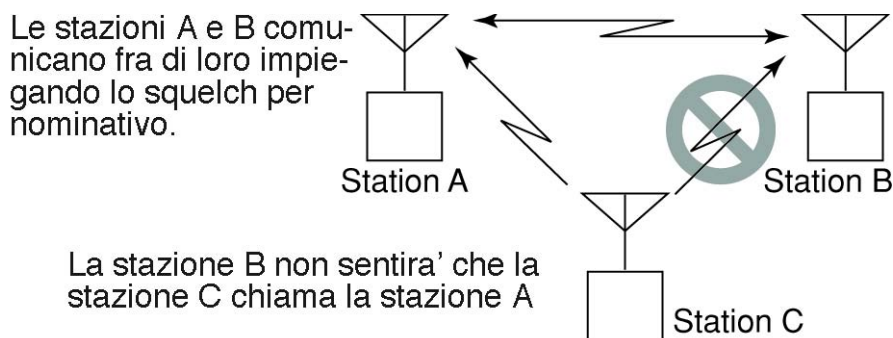 Le stazioni A e B comu-
nicano fra di loro impie-
gando lo squelch per
nominativo.
Station A
Station B
La stazione B non sentira' che la
stazione C chiama la stazione A
Station C